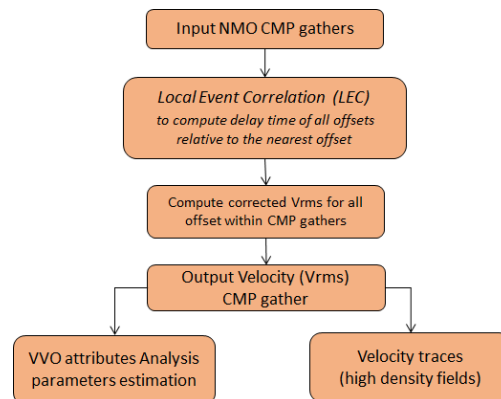 Input NMO CMP gathers
Local Event Correlation (LEC)
to compute delay time of all offsets
relative to the nearest offset
Compute corrected Vrms for all
offset within CMP gathers
Output Velocity (Vrms)
CMP gather
VVO attributes Analysis
parameters estimation
Velocity traces
(high density fields)